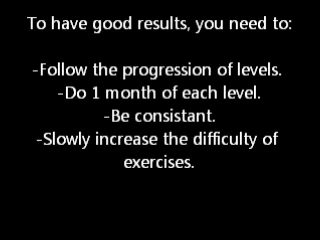 To have good results, you need to:
-Follow the progression of levels.
-Do 1 month of each level.
-Be consistant.
-Slowly increase the difficulty of
exercises.